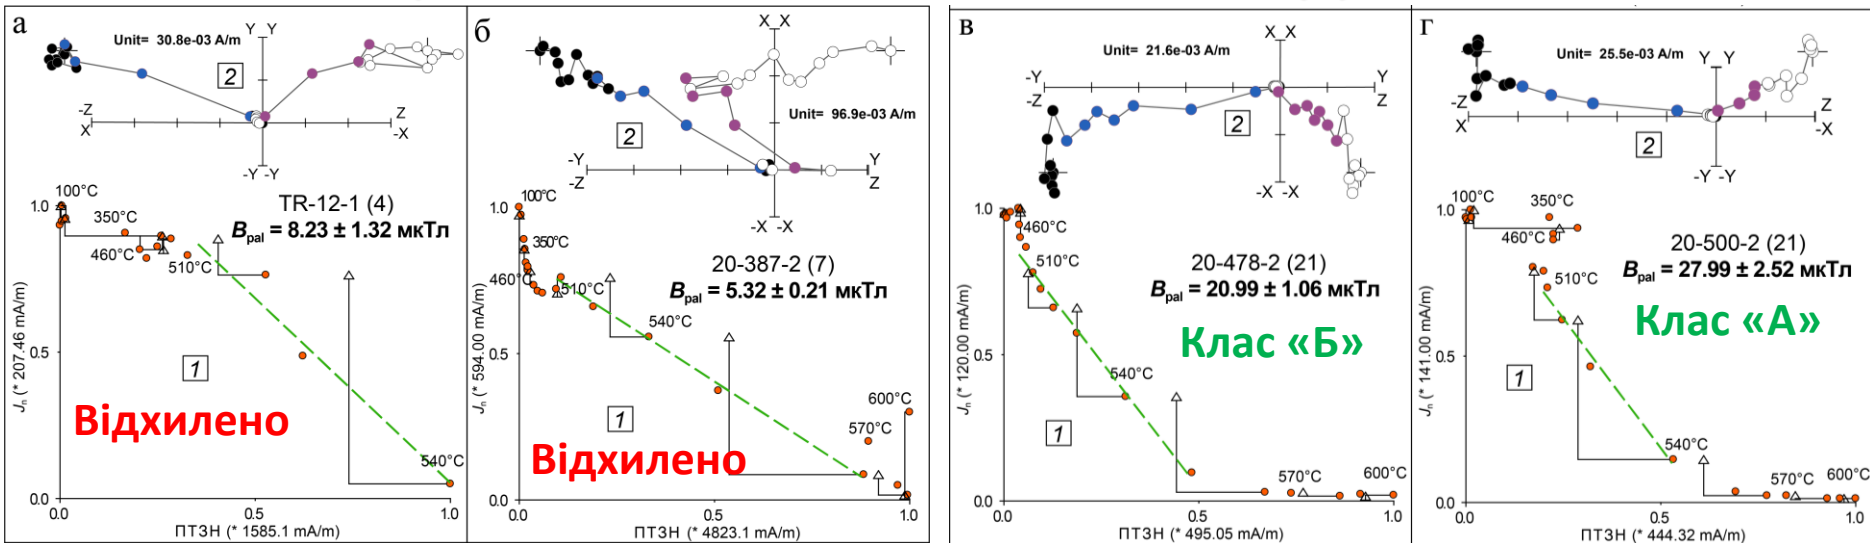 а
Y Y
Unit= 30.8e-03 A/m
2
-Z
X
Z
-X
-Y -Y
100°C
1.0
350°C
460°C
510°C
540°C
TR-12-1 (4)
Bpal = 8.23 ± 1.32 мкТл
0.5
1
Відхилено
0.0
0.5
1.0
Jn (* 207.46 mA/m)
ПТЗН (* 1585.1 mA/m)
б
X X
Unit= 96.9e-03 A/m
2
-Y
-Z
Y
Z
-X -X
100°C
1.0
350°C
460°C
510°C
540°C
20-387-2 (7)
Bpal = 5.32 ± 0.21 мкТл
0.5
600°C
570°C
1
Відхилено
0.0
0.0
0.5
1.0
Jn (* 594.00 mA/m)
ПТЗН (* 4823.1 mA/m)
в
X X
Unit= 21.6e-03 A/m
-Y
-Z
Y
Z
2
-X -X
1.0
460°C
510°C
20-478-2 (21)
Bpal = 20.99 ± 1.06 мкТл
Клас «Б»
0.5
540°C
1
570°C
600°C
0.0
0.0
0.5
1.0
Jn (* 120.00 mA/m)
ПТЗН (* 495.05 mA/m)
г
Unit= 25.5e-03 A/m
Y Y
-Z
X
Z
-X
2
-Y -Y
100°C
1.0
350°C
460°C
510°C
20-500-2 (21)
Bpal = 27.99 ± 2.52 мкТл
Клас «А»
0.5
1
540°C
570°C
600°C
0.0
0.0
0.5
1.0
Jn (* 141.00 mA/m)
ПТЗН (* 444.32 mA/m)